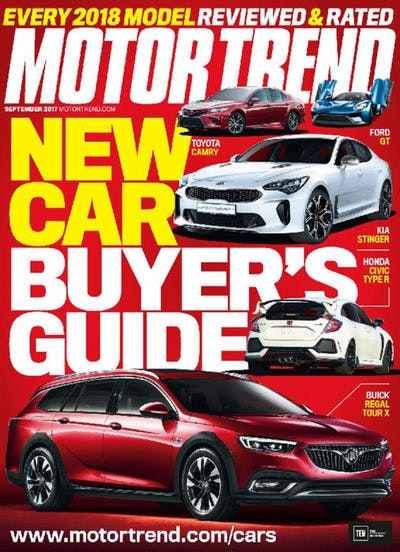 EVERY 2018 MODEL REVIEWED & RATED
MOTOR TREND
SEPTEMBER 2017 MOTORTREND.COM
TOYOTA
CAMRY
FORD
GT
NEW
CAR
BUYER'S
GUIDE
KIA
STINGER
HONDA
CIVIC
TYPE R
BUICK
REGAL
TOUR X
www.motortrend.com/cars
TEN